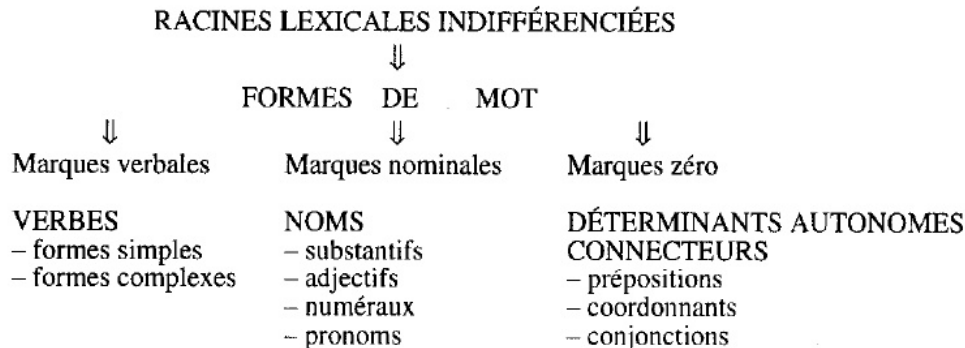 RACINES LEXICALES INDIFFÉRENCIÉES
⇓
FORMES DE MOT
⇓ ⇓ ⇓
Marques verbales Marques nominales Marques zéro
VERBES NOMS DÉTERMINANTS AUTONOMES
– formes simples – substantifs CONNECTEURS
– formes complexes – adjectifs – prépositions
– numéraux – coordonnants
– pronoms – conjonctions